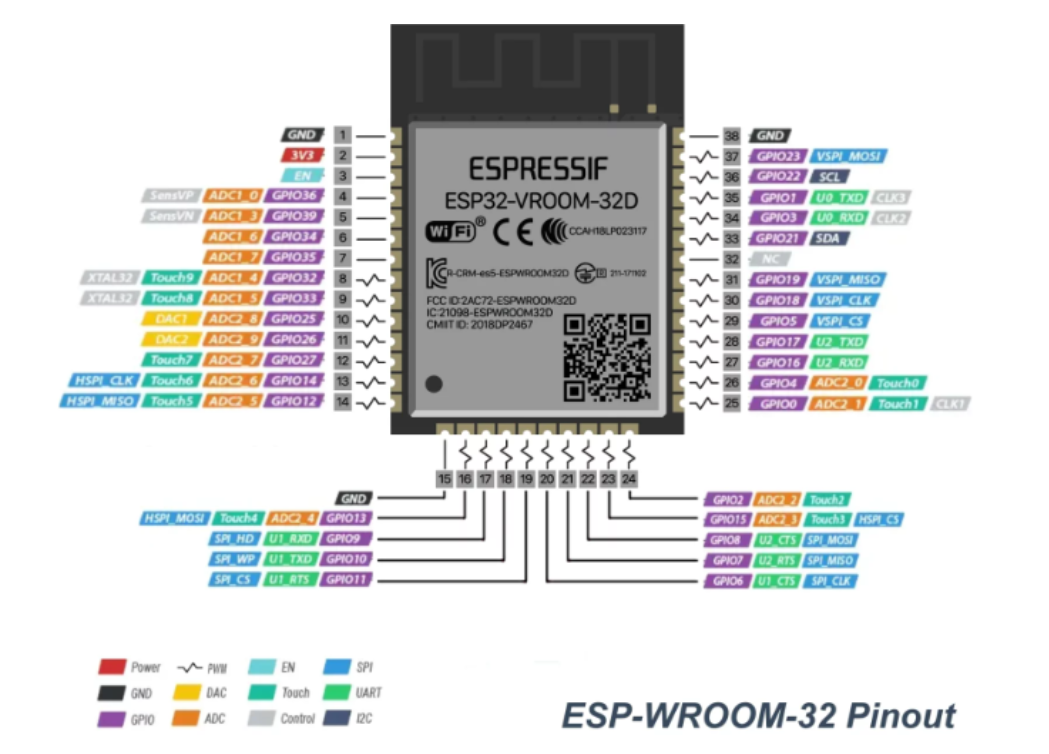 GND 1
3V3 2
EN 3
SensVP ADC1_0 GPIO36 4
SensVN ADC1_3 GPIO39 5
ADC1_6 GPIO34 6
ADC1_7 GPIO35 7
XTAL32 Touch9 ADC1_4 GPIO32 8
XTAL32 Touch8 ADC1_5 GPIO33 9
DAC1 ADC2_8 GPIO25 10
DAC2 ADC2_9 GPIO26 11
Touch7 ADC2_7 GPIO27 12
HSPI_CLK Touch6 ADC2_6 GPIO14 13
HSPI_MISO Touch5 ADC2_5 GPIO12 14
ESPRESSIF
ESP32-VROOM-32D
WiFi® CE CCAH18LP023117
R-CRM-es5-ESPWROOM32D R 211-171102
FCC ID:2AC72-ESPWROOM32D
IC:21098-ESPWROOM32D
CMIIT ID: 2018DP2467
38 GND
37 GPIO23 VSPI_MOSI
36 GPIO22 SCL
35 GPIO1 U0_TXD CLK3
34 GPIO3 U0_RXD CLK2
33 GPIO21 SDA
32 NC
31 GPIO19 VSPI_MISO
30 GPIO18 VSPI_CLK
29 GPIO5 VSPI_CS
28 GPIO17 U2_TXD
27 GPIO16 U2_RXD
26 GPIO4 ADC2_0 Touch0
25 GPIO0 ADC2_1 Touch1 CLK1
15 16 17 18 19 20 21 22 23 24
GND
HSPI_MOSI Touch4 ADC2_4 GPIO13
SPI_HD U1_RXD GPIO9
SPI_WP U1_TXD GPIO10
SPI_CS U1_RTS GPIO11
GPIO2 ADC2_2 Touch2
GPIO15 ADC2_3 Touch3 HSPI_CS
GPIO8 U2_CTS SPI_MOSI
GPIO7 U2_RTS SPI_MISO
GPIO6 U1_CTS SPI_CLK
Power PWM EN SPI
GND DAC Touch UART
GPIO ADC Control I2C
ESP-WROOM-32 Pinout